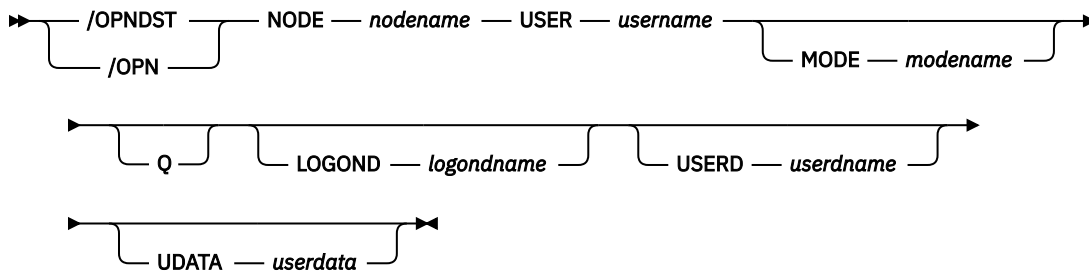 /OPNDST NODE nodename USER username
/OPN MODE modename
Q LOGOND logondname USERD userdname
UDATA userdata